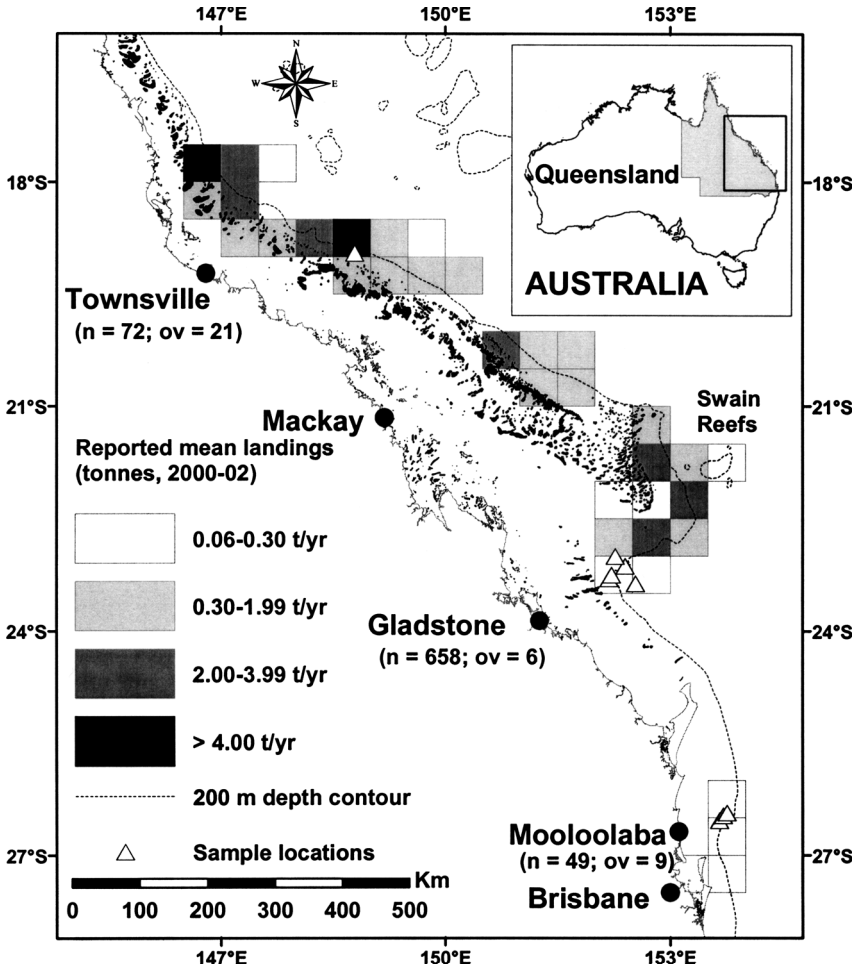 147°E 150°E 153°E
N
W E
S
18°S 18°S
Queensland
AUSTRALIA
Townsville
(n = 72; ov = 21)
21°S 21°S
Swain
Reefs
Mackay
Reported mean landings
(tonnes, 2000-02)
0.06-0.30 t/yr
0.30-1.99 t/yr
24°S 24°S
Gladstone
(n = 658; ov = 6)
2.00-3.99 t/yr
> 4.00 t/yr
200 m depth contour
Sample locations
Mooloolaba
(n = 49; ov = 9)
27°S 27°S
Brisbane
Km
0 100 200 300 400 500
147°E 150°E 153°E